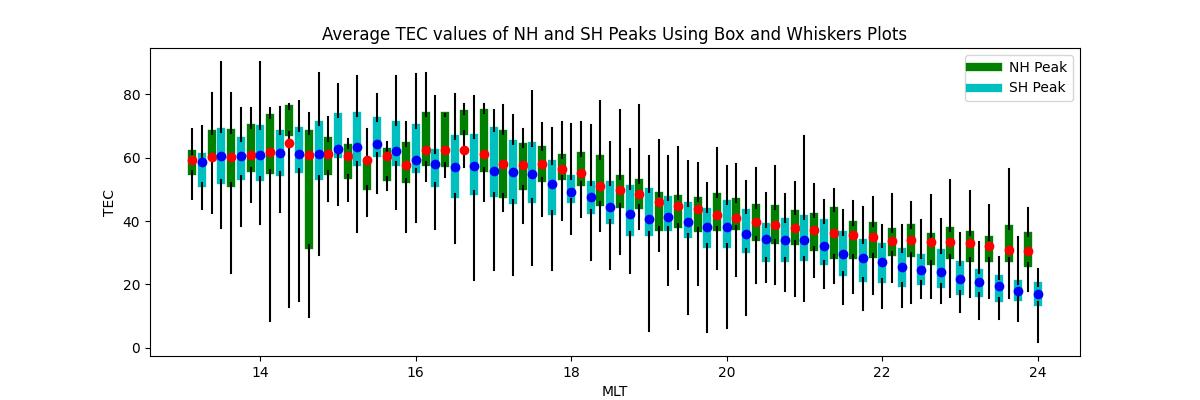 Average TEC values of NH and SH Peaks Using Box and Whiskers Plots
NH Peak
SH Peak
80
60
40
20
0
TEC
14
16
18
20
22
24
MLT